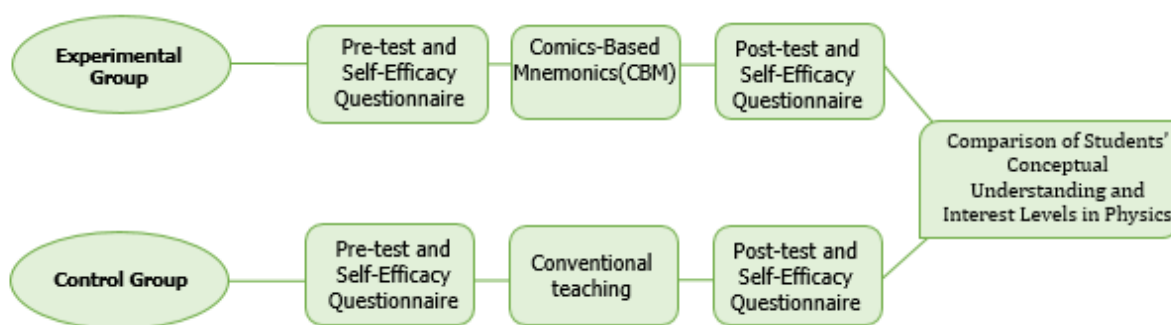 Experimental
Group
Pre-test and
Self-Efficacy
Questionnaire
Comics-Based
Mnemonics(CBM)
Post-test and
Self-Efficacy
Questionnaire
Comparison of Students’
Conceptual
Understanding and
Interest Levels in Physics
Control Group
Pre-test and
Self-Efficacy
Questionnaire
Conventional
teaching
Post-test and
Self-Efficacy
Questionnaire